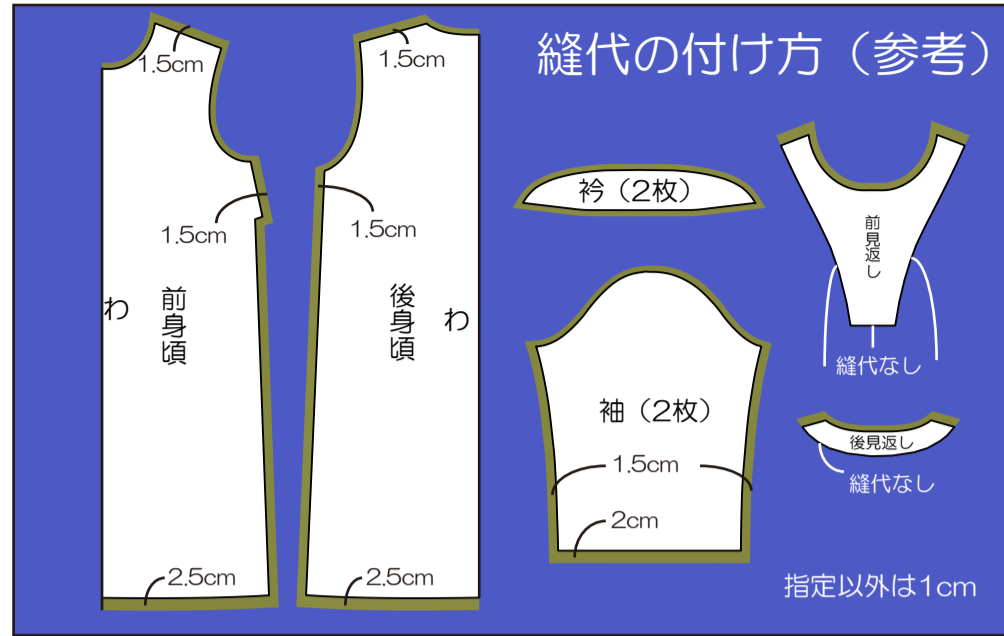 縫代の付け方（参考）
1.5cm
1.5cm
1.5cm
1.5cm
わ
前身頃
後身頃
わ
2.5cm
2.5cm
衿（2枚）
袖（2枚）
1.5cm
2cm
前見返し
縫代なし
後見返し
縫代なし
指定以外は1cm